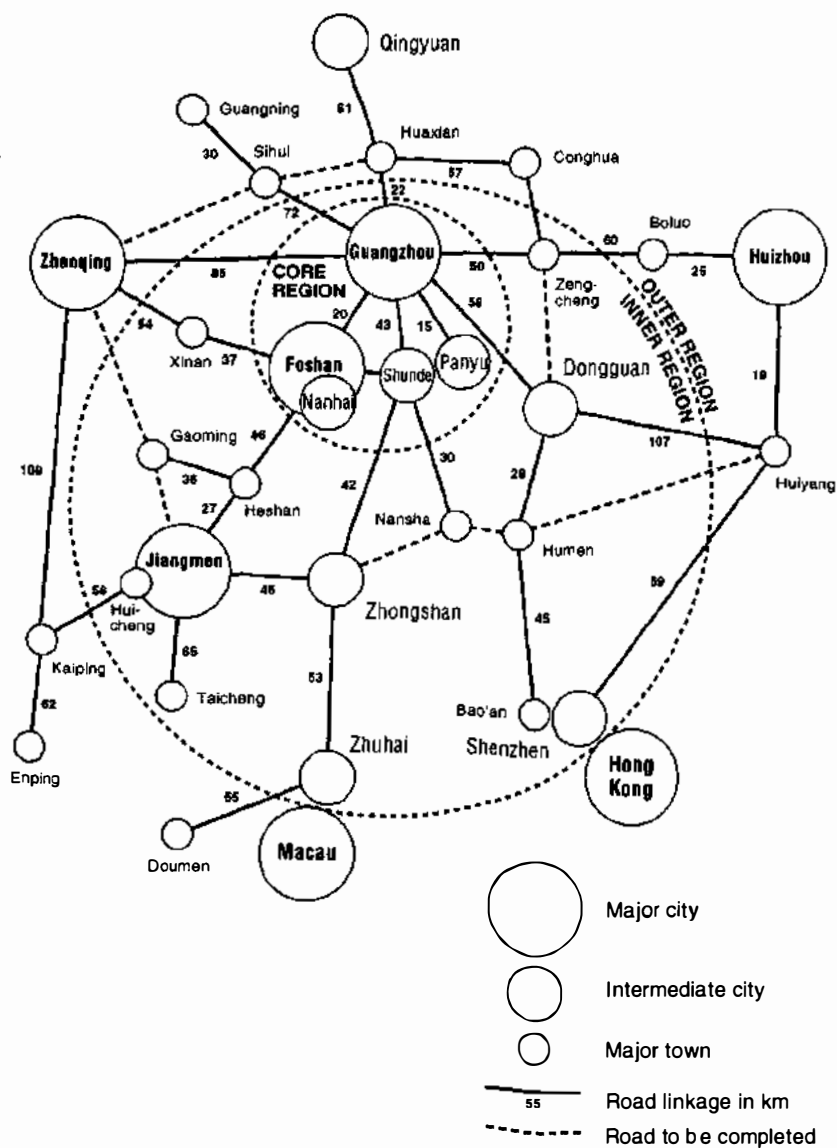 Qingyuan
Guangning
61
Huaxian
30
Sihui
Conghua
57
22
72
Boluo
Zhaoqing
Guangzhou
60
Huizhou
85
CORE
REGION
50
25
Zeng-
cheng
OUTER REGION
INNER REGION
58
54
20
43
15
Xinan
37
Foshan
Shunde
Panyu
Dongguan
19
Nanhai
Gaoming
46
107
109
36
42
30
29
Huiyang
27
Heshan
Nansha
Humen
Jiangmen
45
59
58
Hui-
cheng
Zhongshan
45
Kaiping
65
53
62
Taicheng
Bao'an
Shenzhen
Enping
Zhuhai
Hong
Kong
55
Doumen
Macau
Major city
Intermediate city
Major town
55
Road linkage in km
Road to be completed